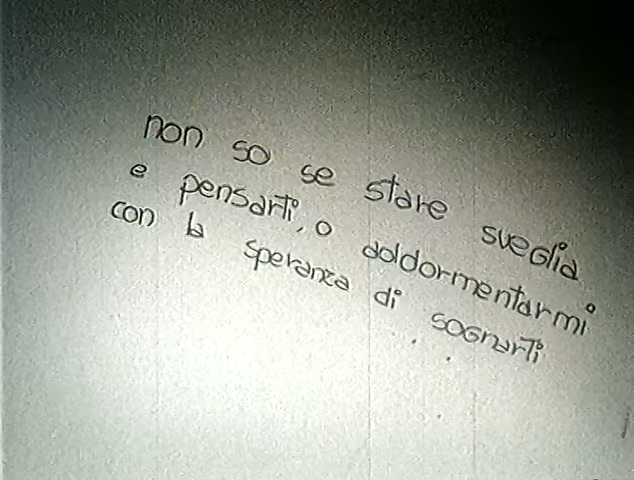 non so se stare sveglia
e pensarti, o addormentarmi
con la speranza di sognarti
...